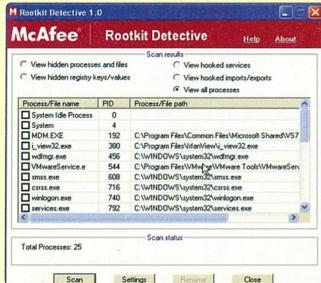 Rootkit Detective 1.0
McAfee® Rootkit Detective Help About
Scan results
View hidden processes and files
View hooked services
View hidden registry keys/values
View hooked imports/exports
View all processes
Process/File name PID Process/File path
System Idle Process 0
System 4
MDM.EXE 192 C:\Program Files\Common Files\Microsoft Shared\VS7
i_view32.exe 380 C:\Program Files\IrfanView\i_view32.exe
wdfmgr.exe 456 C:\WINDOWS\system32\wdfmgr.exe
VMwareService.e 544 C:\Program Files\VMware\VMware Tools\VMwareServ
smss.exe 608 C:\WINDOWS\system32\smss.exe
csrss.exe 716 C:\WINDOWS\system32\csrss.exe
winlogon.exe 740 C:\WINDOWS\system32\winlogon.exe
services.exe 792 C:\WINDOWS\system32\services.exe
Scan status
Total Processes: 25
Scan Settings Rename Close